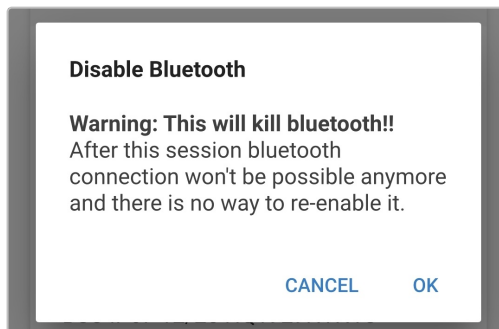 Disable Bluetooth
Warning: This will kill bluetooth!!
After this session bluetooth
connection won't be possible anymore
and there is no way to re-enable it.
CANCEL OK